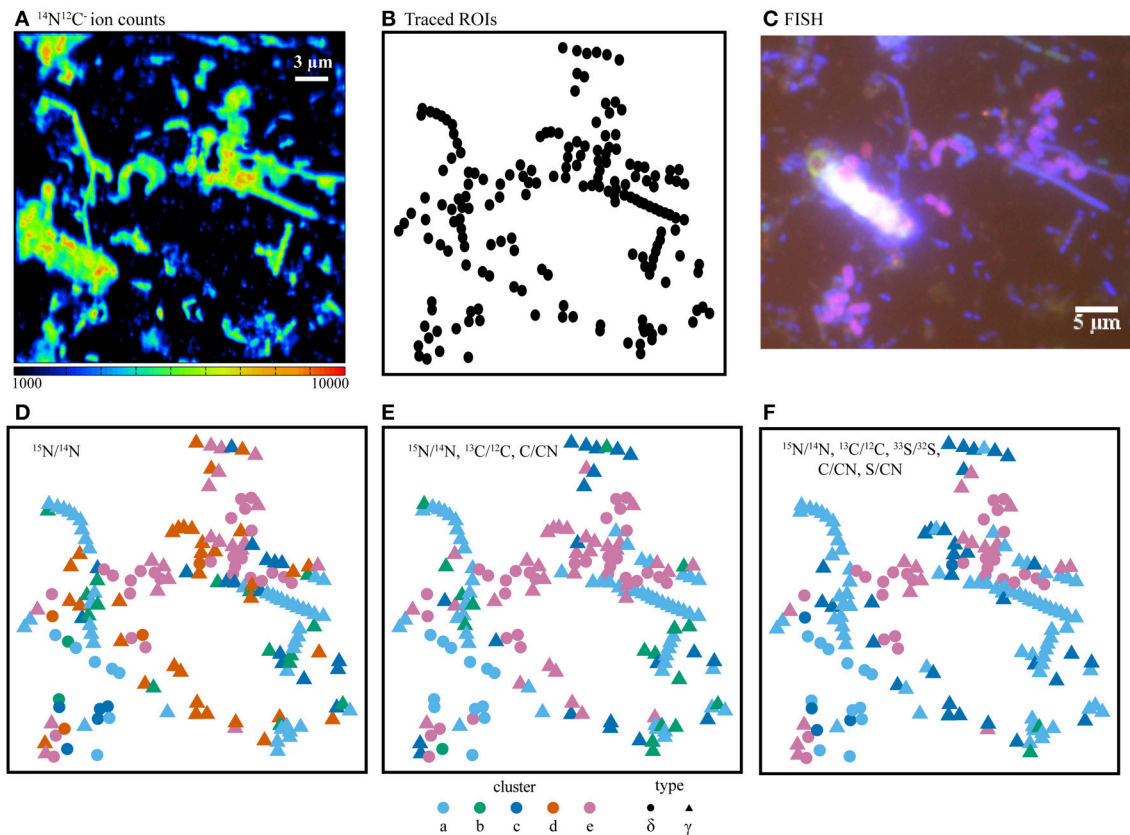 A ¹⁴N¹²C⁻ ion counts
B Traced ROIs
C FISH
3 µm
5 µm
1000 10000
D
E
F
¹⁵N/¹⁴N
¹⁵N/¹⁴N, ¹³C/¹²C, C/CN
¹⁵N/¹⁴N, ¹³C/¹²C, ³³S/³²S,
C/CN, S/CN
cluster type
a b c d e δ γ